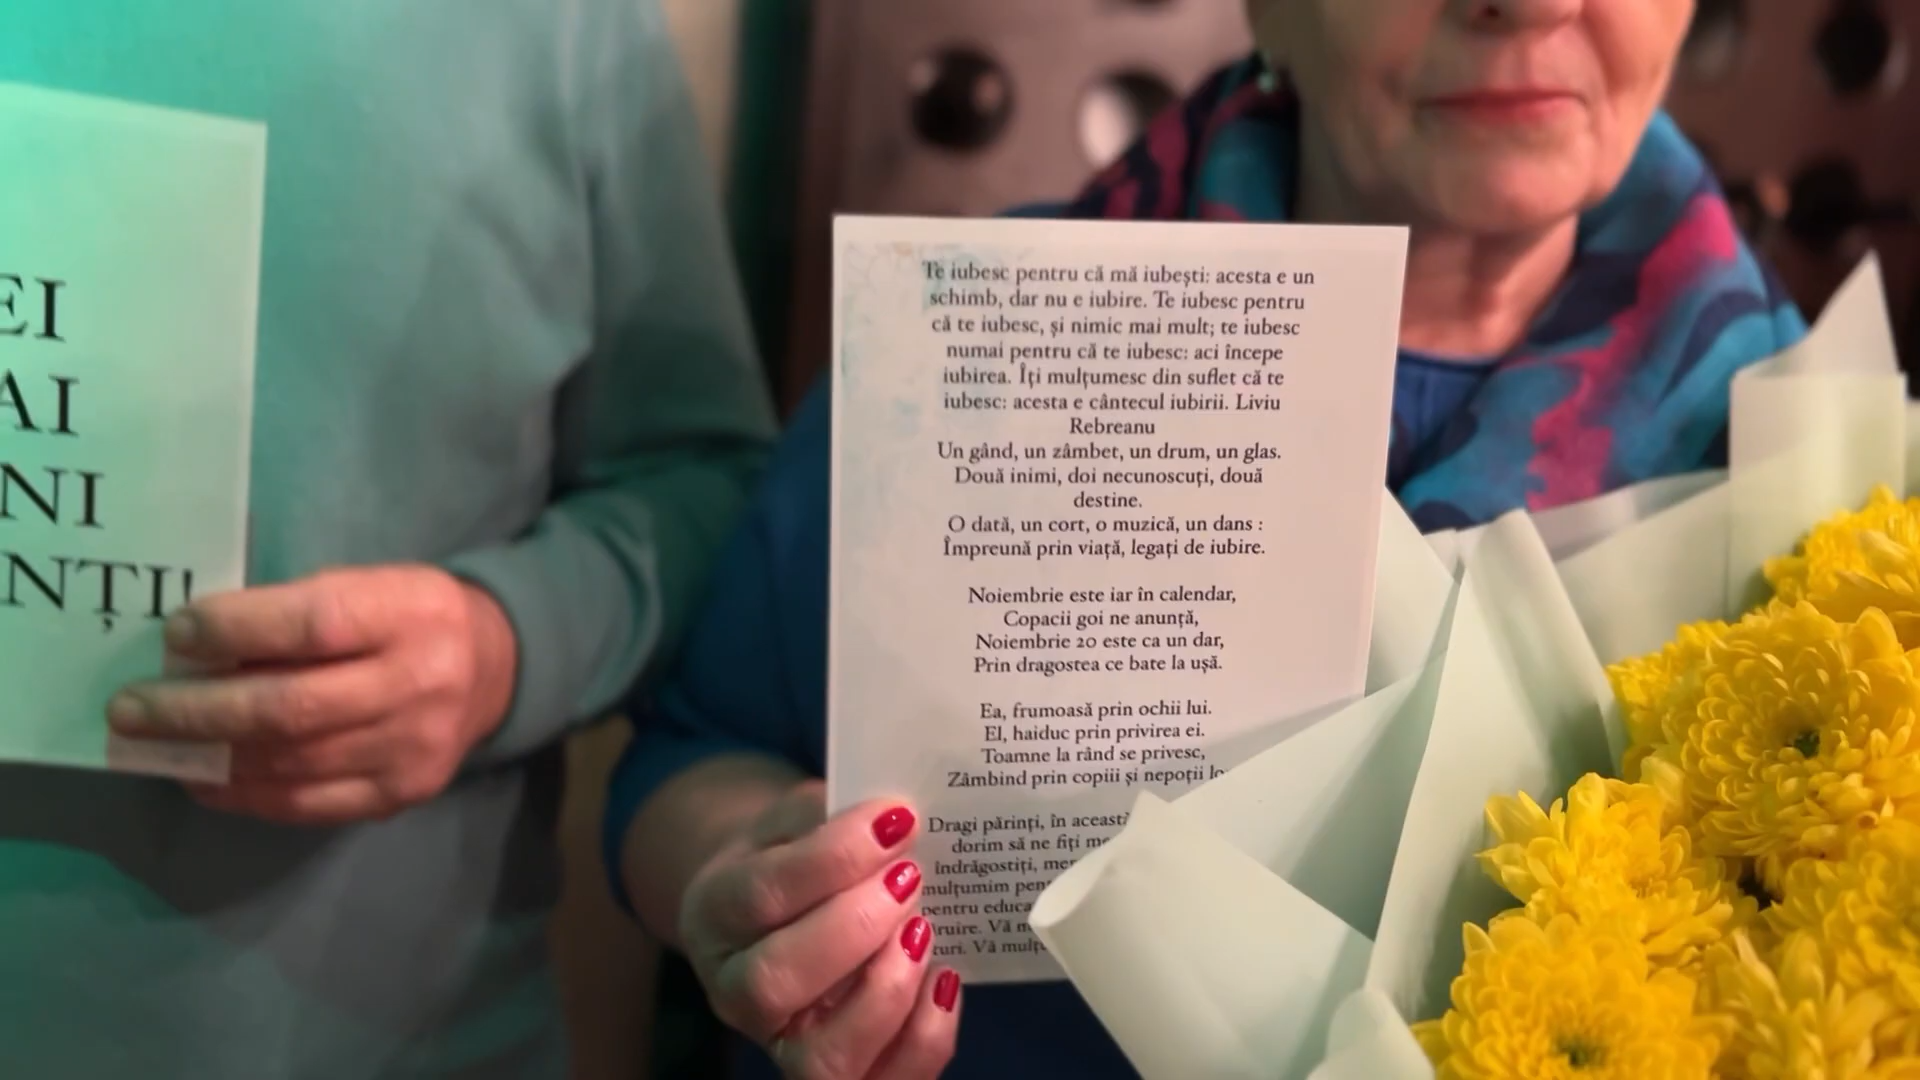 EI
AI
NI
NȚI!
Te iubesc pentru că mă iubești: acesta e un
schimb, dar nu e iubire. Te iubesc pentru
că te iubesc, și nimic mai mult; te iubesc
numai pentru că te iubesc: aci începe
iubirea. Îți mulțumesc din suflet că te
iubesc: acesta e cântecul iubirii. Liviu
Rebreanu
Un gând, un zâmbet, un drum, un glas.
Două inimi, doi necunoscuți, două
destine.
O dată, un cort, o muzică, un dans :
Împreună prin viață, legați de iubire.
Noiembrie este iar în calendar,
Copacii goi ne anunță,
Noiembrie 20 este ca un dar,
Prin dragostea ce bate la ușă.
Ea, frumoasă prin ochii lui.
El, haiduc prin privirea ei.
Toamne la rând se privesc,
Zâmbind prin copiii și nepoții
Dragi părinți, în
dorim să ne fiți
îndrăgostiți,
mulțumim
pentru
Vă
Vă